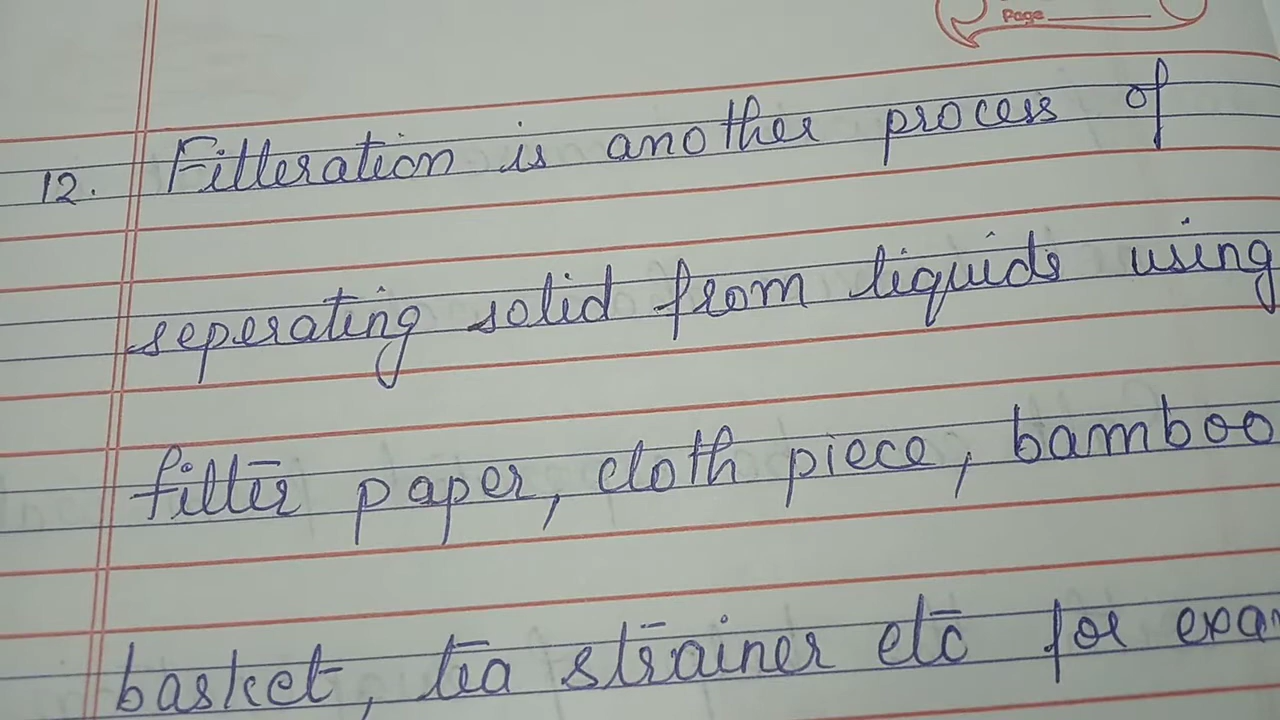 Page
12. Filteration is another process of
seperating solid from liquids using
filter paper, cloth piece, bamboo
basket, tea strainer etc for exa